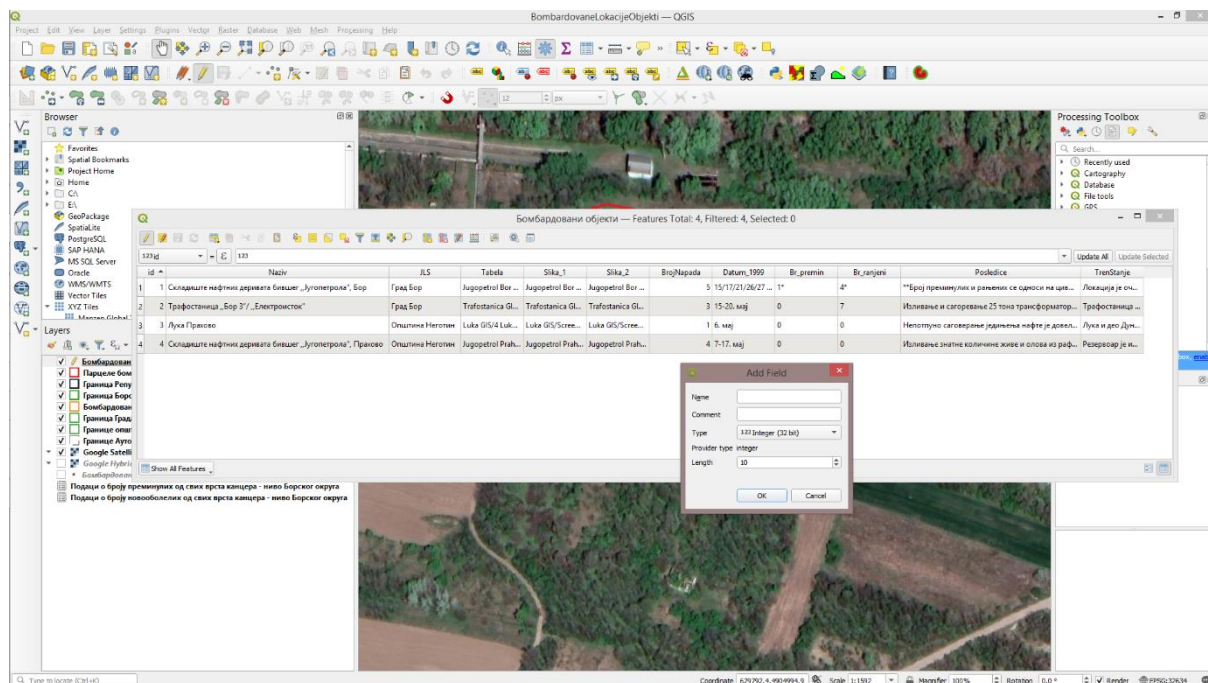 BombardovaneLokacijeObjekti — QGIS
Project Edit View Layer Settings Plugins Vector Raster Database Web Mesh Processing Help
12 px
Browser
Favorites
Spatial Bookmarks
Project Home
Home
C:\
E:\
GeoPackage
SpatiaLite
PostgreSQL
SAP HANA
MS SQL Server
Oracle
WMS/WMTS
Vector Tiles
XYZ Tiles
Layers
Бомбардован
Парцеле бом
Граница Репу
Граница Борс
Бомбардован
Граница Град
Границе општ
Границе Ауто
Google Satelli
Google Hybri
Бомбардован
Подаци о броју преминулих од свих врста канцера - ниво Борског округа
Подаци о броју новооболелих од свих врста канцера - ниво Борског округа
Processing Toolbox
Search...
Recently used
Cartography
Database
File tools
GPS
Бомбардовани објекти — Features Total: 4, Filtered: 4, Selected: 0
123 id = ε 123 Update All Update Selected
id Naziv JLS Tabela Slika_1 Slika_2 BrojNapada Datum_1999 Br_premin Br_ranjeni Posledice TrenStanje
1 1 Складиште нафтних деривата бившег „Југопетрола", Бор Град Бор Jugopetrol Bor ... Jugopetrol Bor ... Jugopetrol Bor ... 5 15/17/21/26/27 ... 1* 4* **Број преминулих и рањених се односи на цив... Локација је оч...
2 2 Трафостаница „Бор 3"/ „Електроисток" Град Бор Trafostanica Gl... Trafostanica Gl... Trafostanica Gl... 3 15-20. мај 0 7 Изливање и сагоревање 25 тона трансформатор... Трафостаница ...
3 3 Лука Прахово Општина Неготин Luka GIS/4 Luk... Luka GIS/Scree... Luka GIS/Scree... 1 6. мај 0 0 Непотпуно саговерање једињења нафте је довел... Лука и део Дун...
4 4 Складиште нафтних деривата бившег „Југопетрола", Прахово Општина Неготин Jugopetrol Prah... Jugopetrol Prah... Jugopetrol Prah... 4 7-17. мај 0 0 Изливање знатне количине живе и олова из раф... Резервоар је и...
Show All Features
Add Field
Name
Comment
Type 123 Integer (32 bit)
Provider type integer
Length 10
OK Cancel
Type to locate (Ctrl+K)
Coordinate 629792.4,4904994.9 Scale 1:1592 Magnifier 100% Rotation 0,0 ° Render EPSG:32634